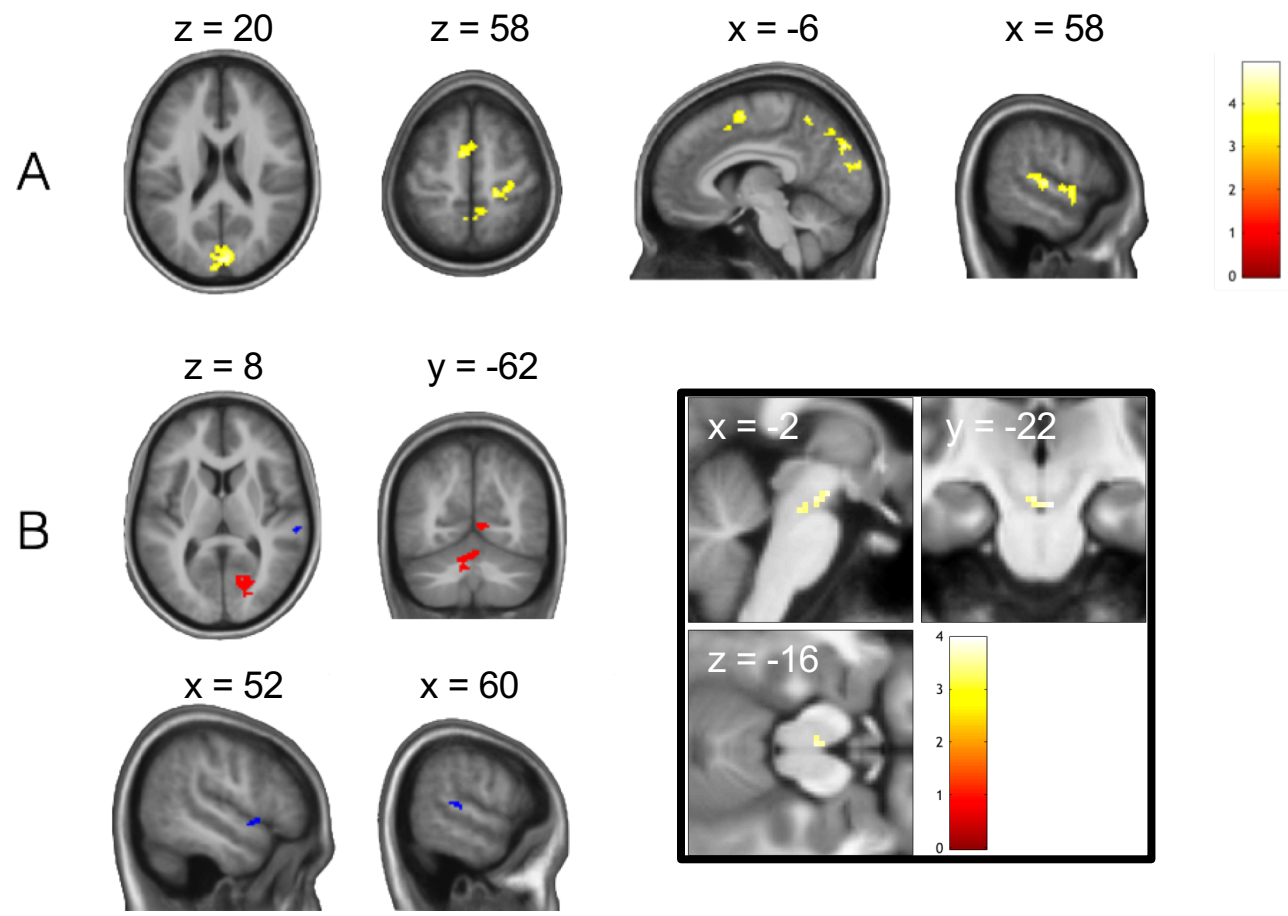 z = 20
z = 58
x = -6
x = 58
A
4
3
2
1
0
z = 8
y = -62
B
x = 52
x = 60
x = -2
y = -22
z = -16
4
3
2
1
0